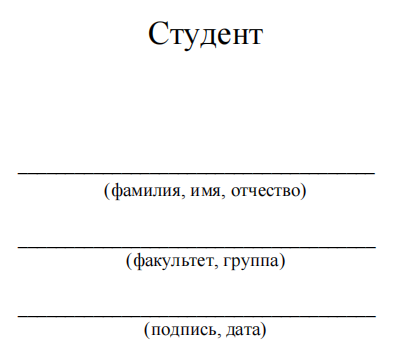 Студент
(фамилия, имя, отчество)
(факультет, группа)
(подпись, дата)